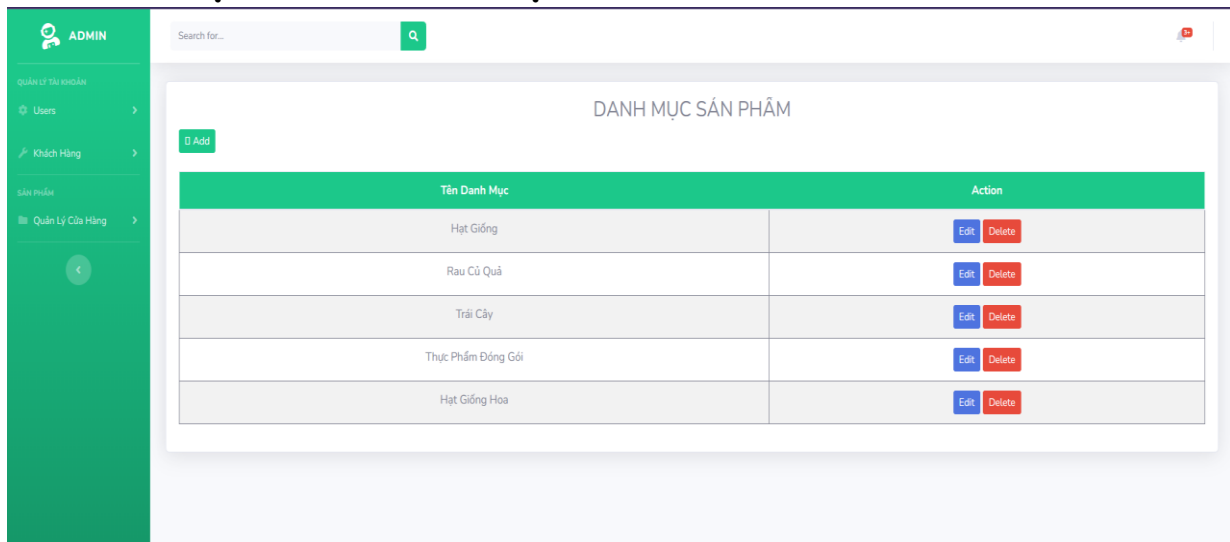 ADMIN
Search for...
3+
QUẢN LÝ TÀI KHOẢN
Users
Khách Hàng
SẢN PHẨM
Quản Lý Cửa Hàng
DANH MỤC SẢN PHẨM
Add
Tên Danh Mục Action
Hạt Giống Edit Delete
Rau Củ Quả Edit Delete
Trái Cây Edit Delete
Thực Phẩm Đóng Gói Edit Delete
Hạt Giống Hoa Edit Delete